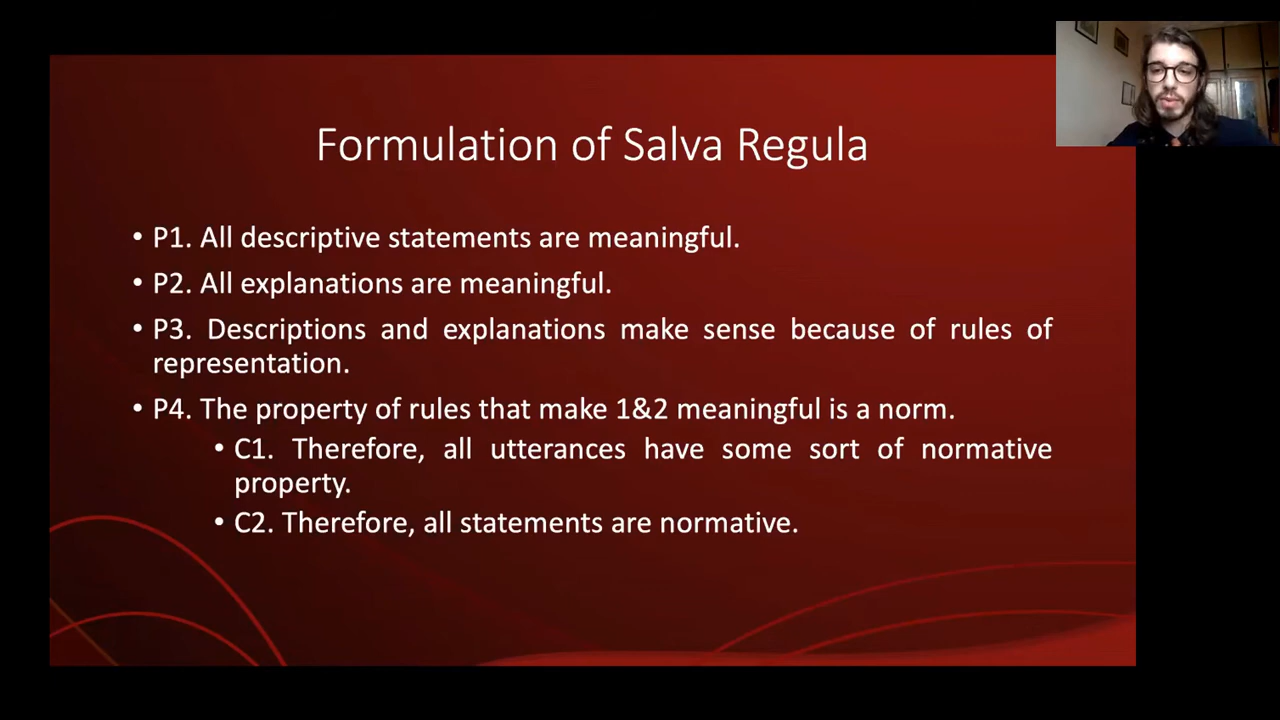 Formulation of Salva Regula
• P1. All descriptive statements are meaningful.
• P2. All explanations are meaningful.
• P3. Descriptions and explanations make sense because of rules of
representation.
• P4. The property of rules that make 1&2 meaningful is a norm.
• C1. Therefore, all utterances have some sort of normative
property.
• C2. Therefore, all statements are normative.